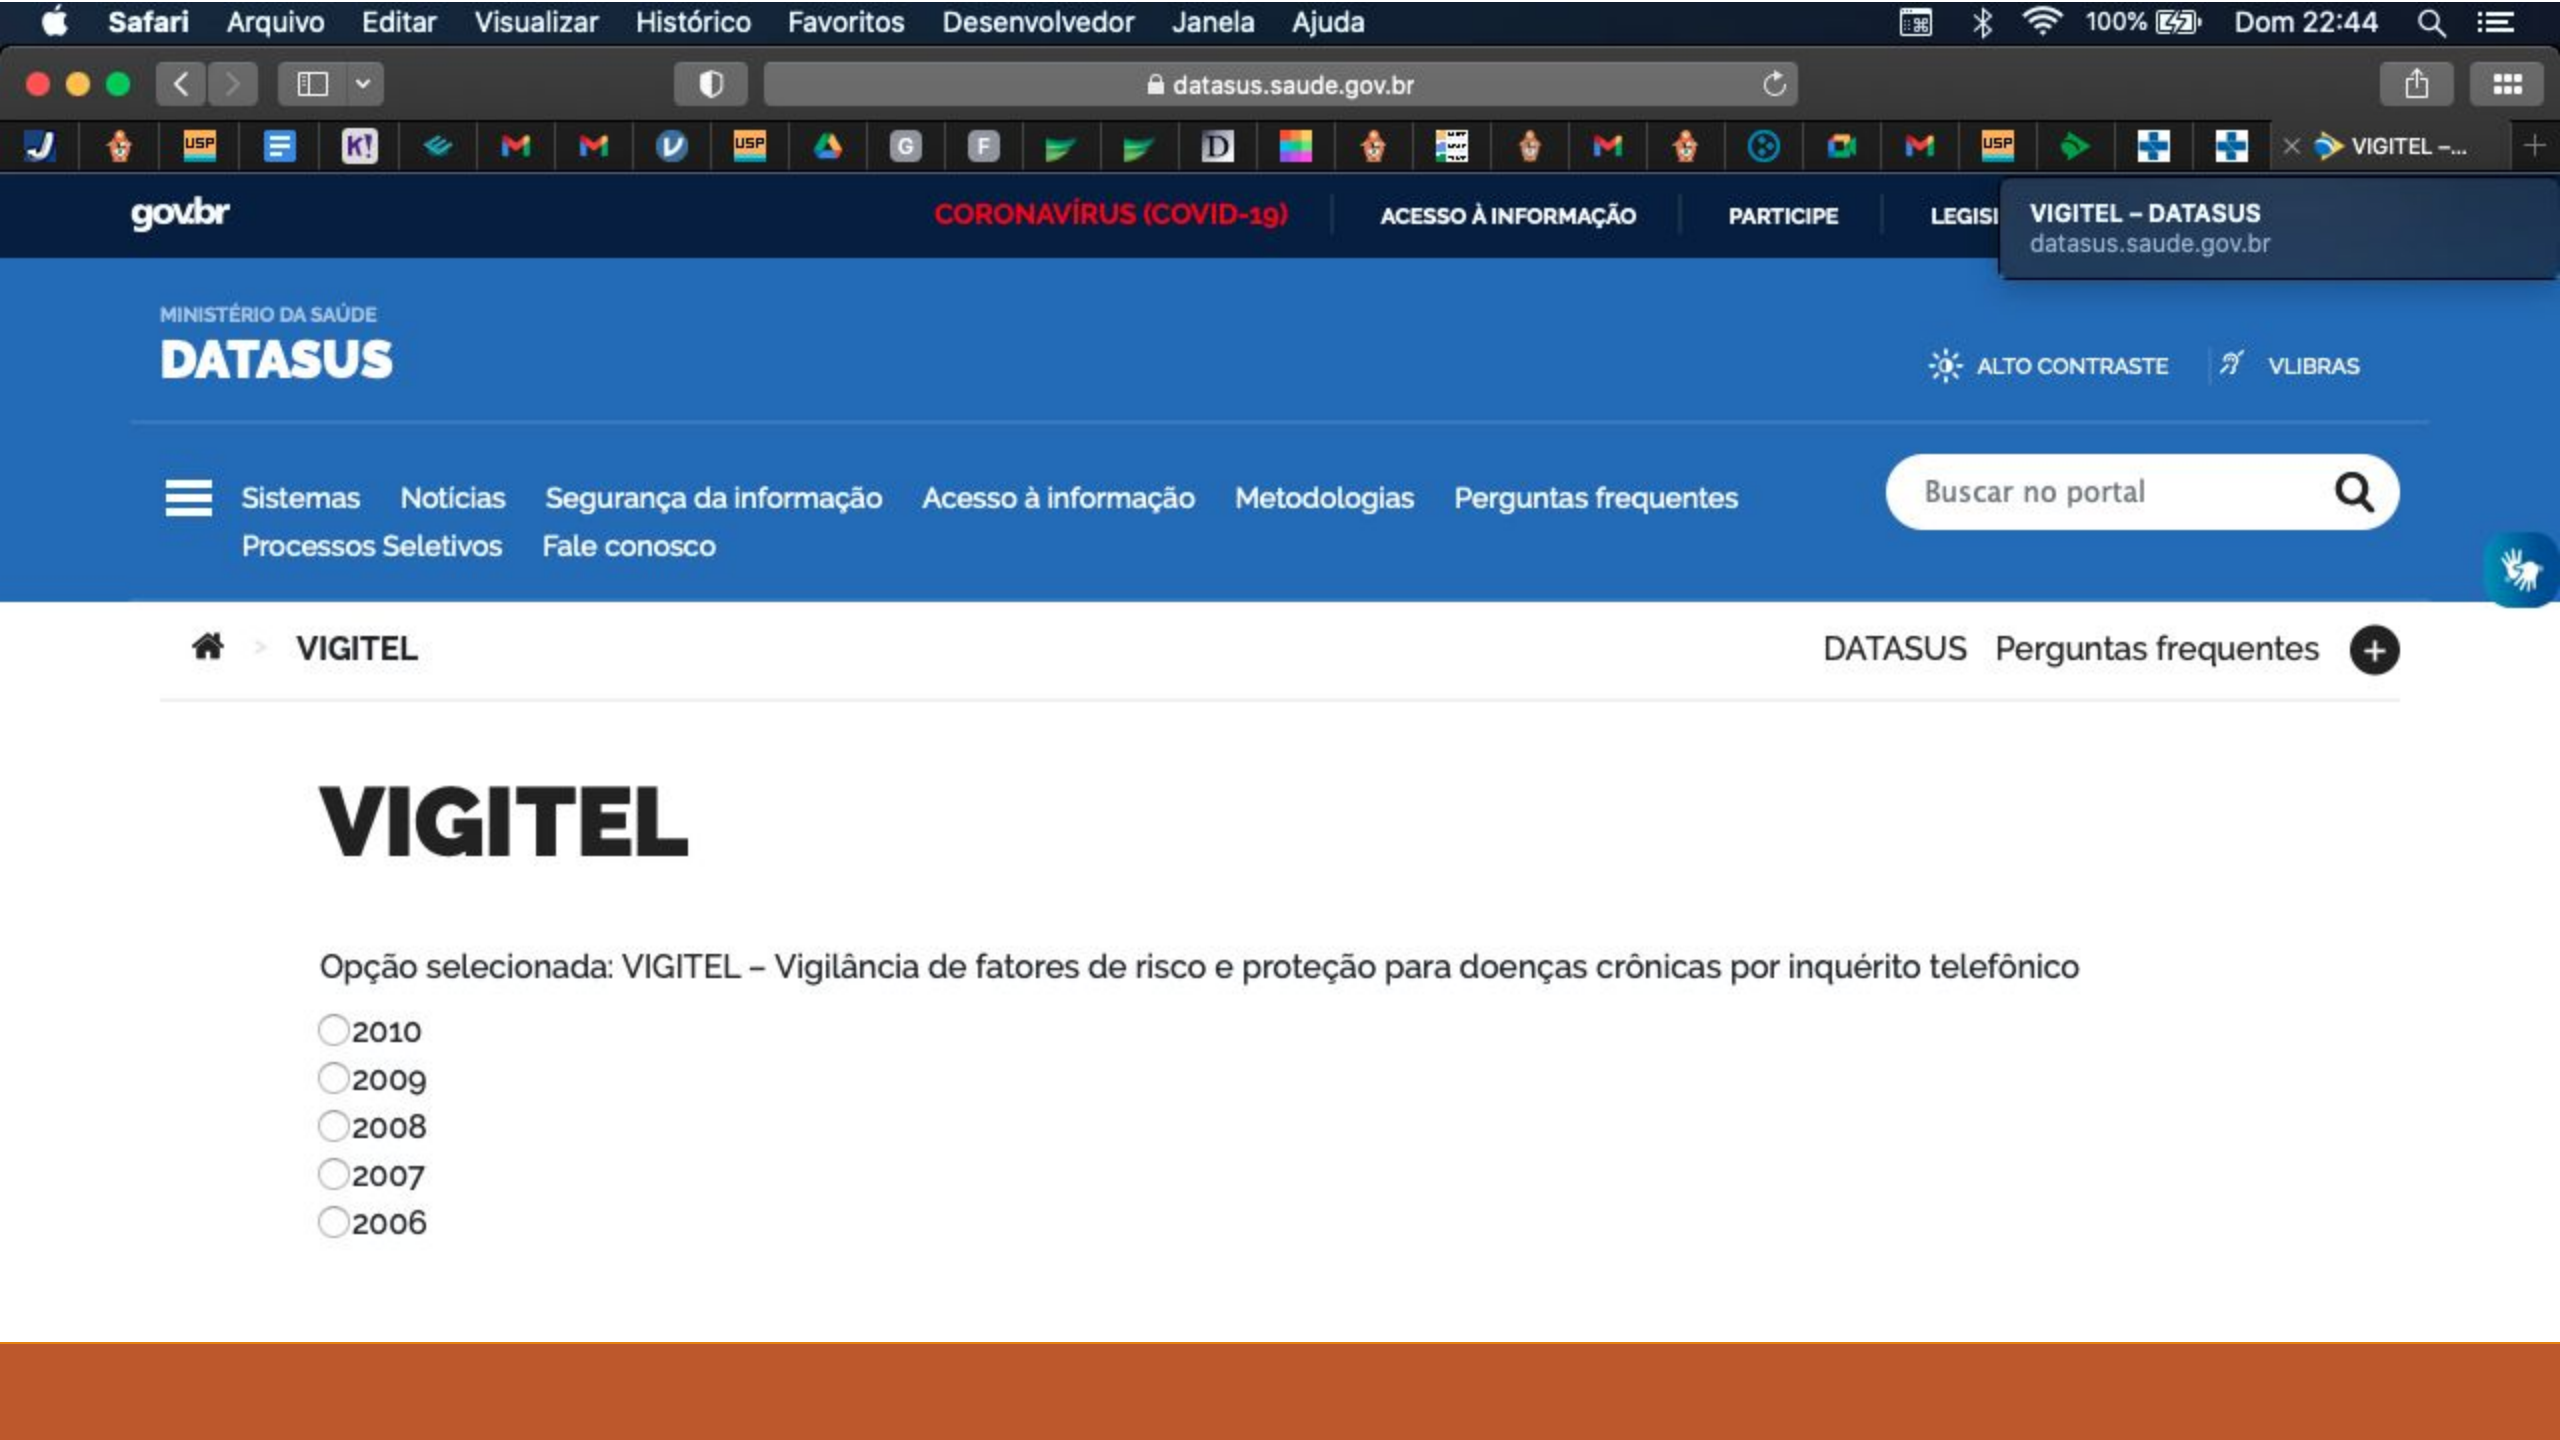 Safari Arquivo Editar Visualizar Histórico Favoritos Desenvolvedor Janela Ajuda 100% Dom 22:44
datasus.saude.gov.br
USP K! USP G F D USP VIGITEL –...
gov.br CORONAVÍRUS (COVID-19) ACESSO À INFORMAÇÃO PARTICIPE LEGISI
VIGITEL – DATASUS
datasus.saude.gov.br
MINISTÉRIO DA SAÚDE
DATASUS
ALTO CONTRASTE VLIBRAS
Sistemas Notícias Segurança da informação Acesso à informação Metodologias Perguntas frequentes
Processos Seletivos Fale conosco
Buscar no portal
> VIGITEL DATASUS Perguntas frequentes
VIGITEL
Opção selecionada: VIGITEL – Vigilância de fatores de risco e proteção para doenças crônicas por inquérito telefônico
2010
2009
2008
2007
2006